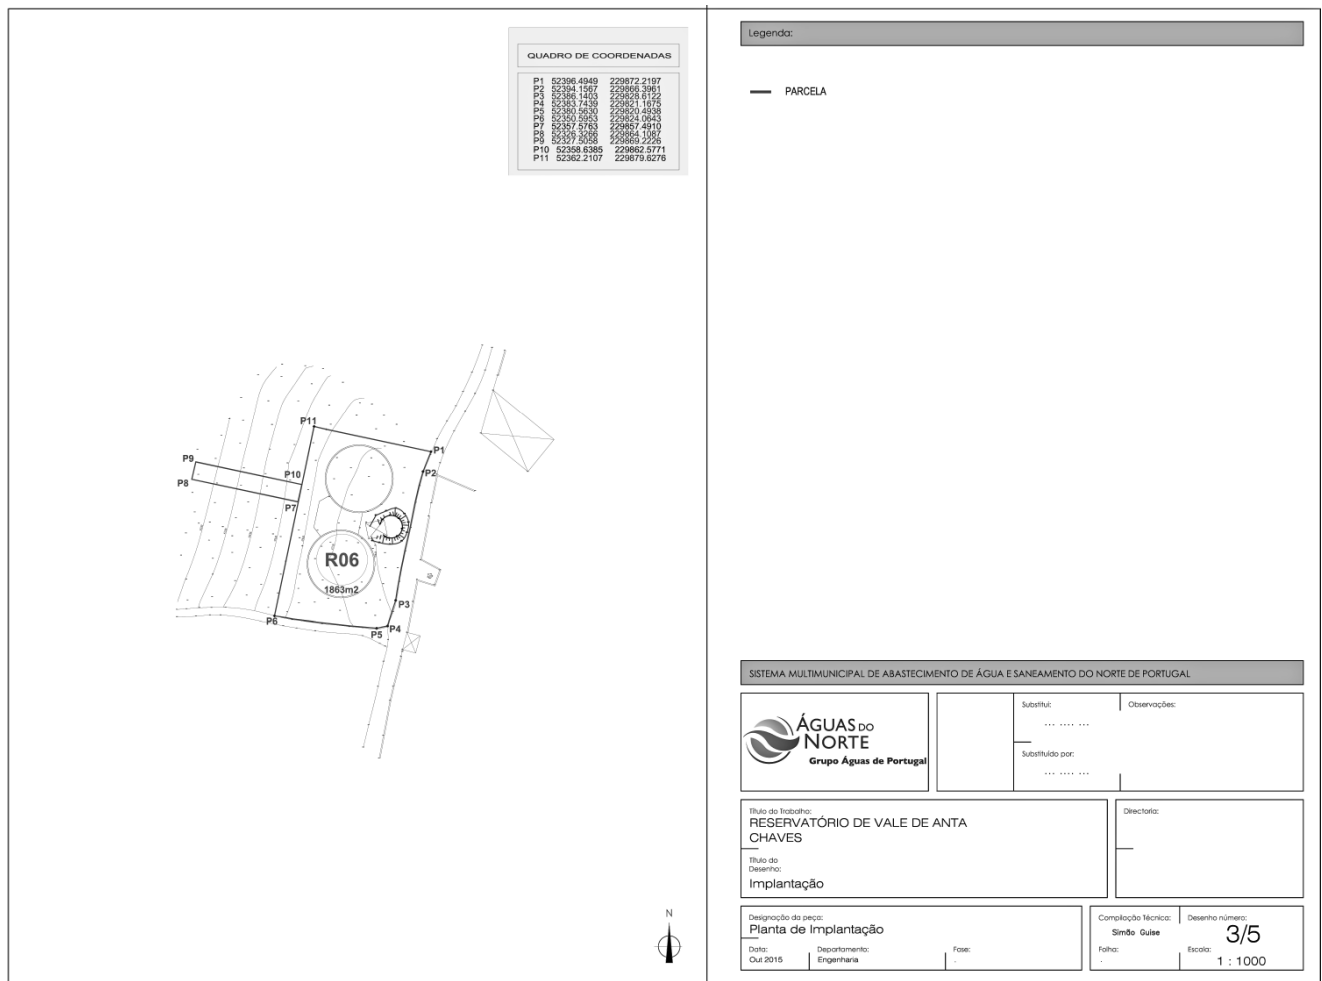 QUADRO DE COORDENADAS
P1 52396.4949 229872.2197
P2 52394.1567 229866.3961
P3 52386.1403 229828.6122
P4 52383.7439 229821.1675
P5 52380.5630 229820.4938
P6 52350.5953 229824.0643
P7 52357.5763 229857.4910
P8 52326.3266 229864.1087
P9 52327.5058 229869.2226
P10 52358.6385 229862.5771
P11 52362.2107 229879.6276
P11
P1
P9
P10
P2
P8
P7
R06
1863m2
P3
P6
P5 P4
N
Legenda:
PARCELA
SISTEMA MULTIMUNICIPAL DE ABASTECIMENTO DE ÁGUA E SANEAMENTO DO NORTE DE PORTUGAL
ÁGUAS DO
NORTE
Grupo Águas de Portugal
Substitui:
... .... ...
Substituído por:
... .... ...
Observações:
Título do Trabalho:
RESERVATÓRIO DE VALE DE ANTA
CHAVES
Título do
Desenho:
Implantação
Directoria:
Designação da peça:
Planta de Implantação
Data:
Out 2015
Departamento:
Engenharia
Fase:
.
Compilação Técnica:
Simão Guise
Desenho número:
3/5
Folha:
.
Escala:
1 : 1000